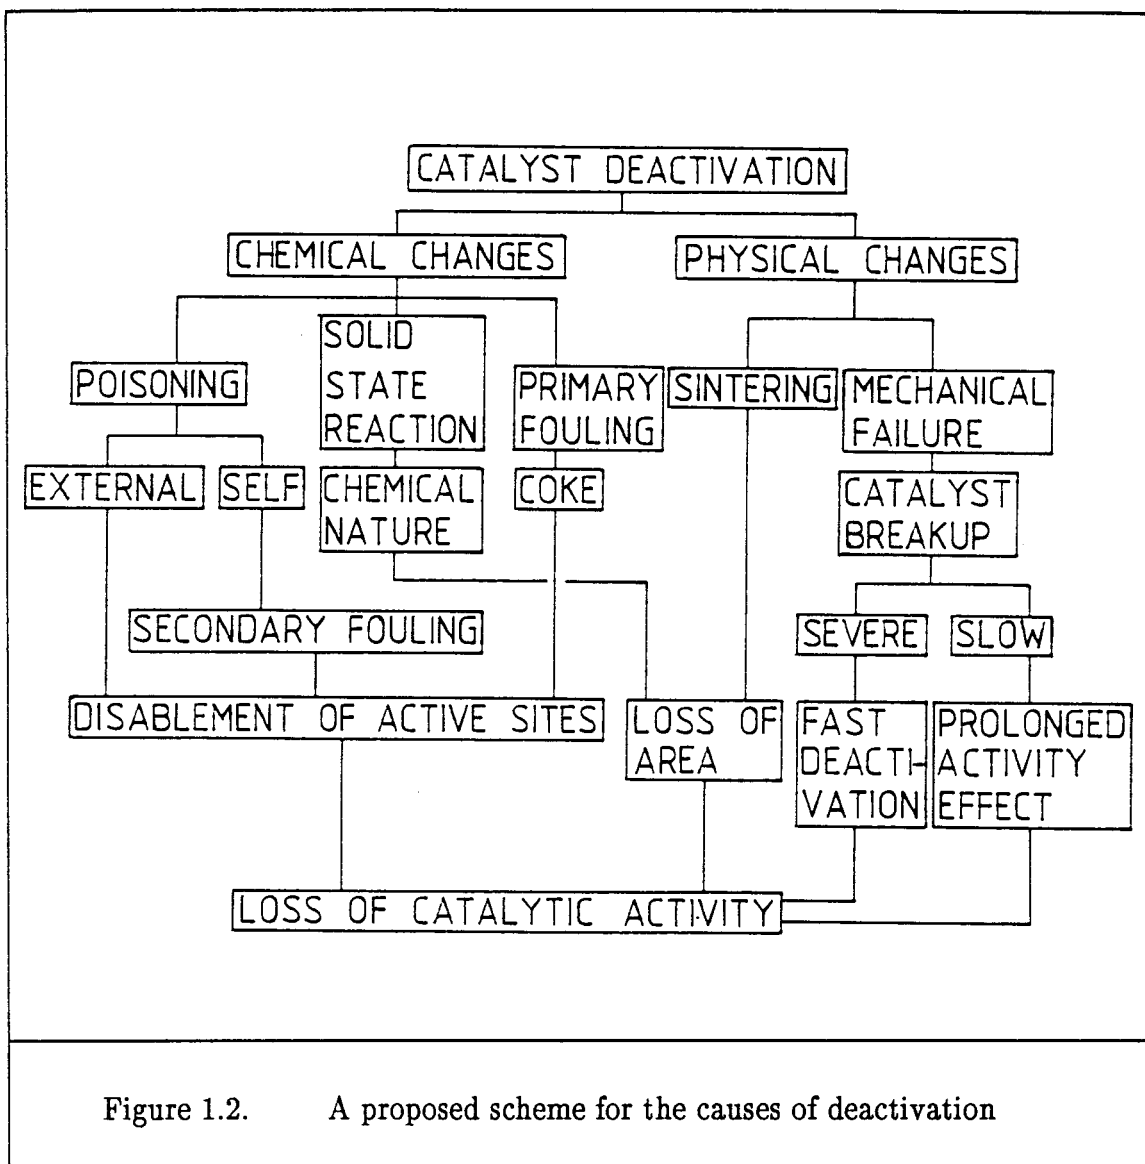 CATALYST DEACTIVATION
CHEMICAL CHANGES
PHYSICAL CHANGES
POISONING
SOLID
STATE
REACTION
PRIMARY
FOULING
SINTERING
MECHANICAL
FAILURE
EXTERNAL
SELF
CHEMICAL
NATURE
COKE
CATALYST
BREAKUP
SECONDARY FOULING
SEVERE
SLOW
DISABLEMENT OF ACTIVE SITES
LOSS OF
AREA
FAST
DEACTI-
VATION
PROLONGED
ACTIVITY
EFFECT
LOSS OF CATALYTIC ACTIVITY
Figure 1.2. A proposed scheme for the causes of deactivation